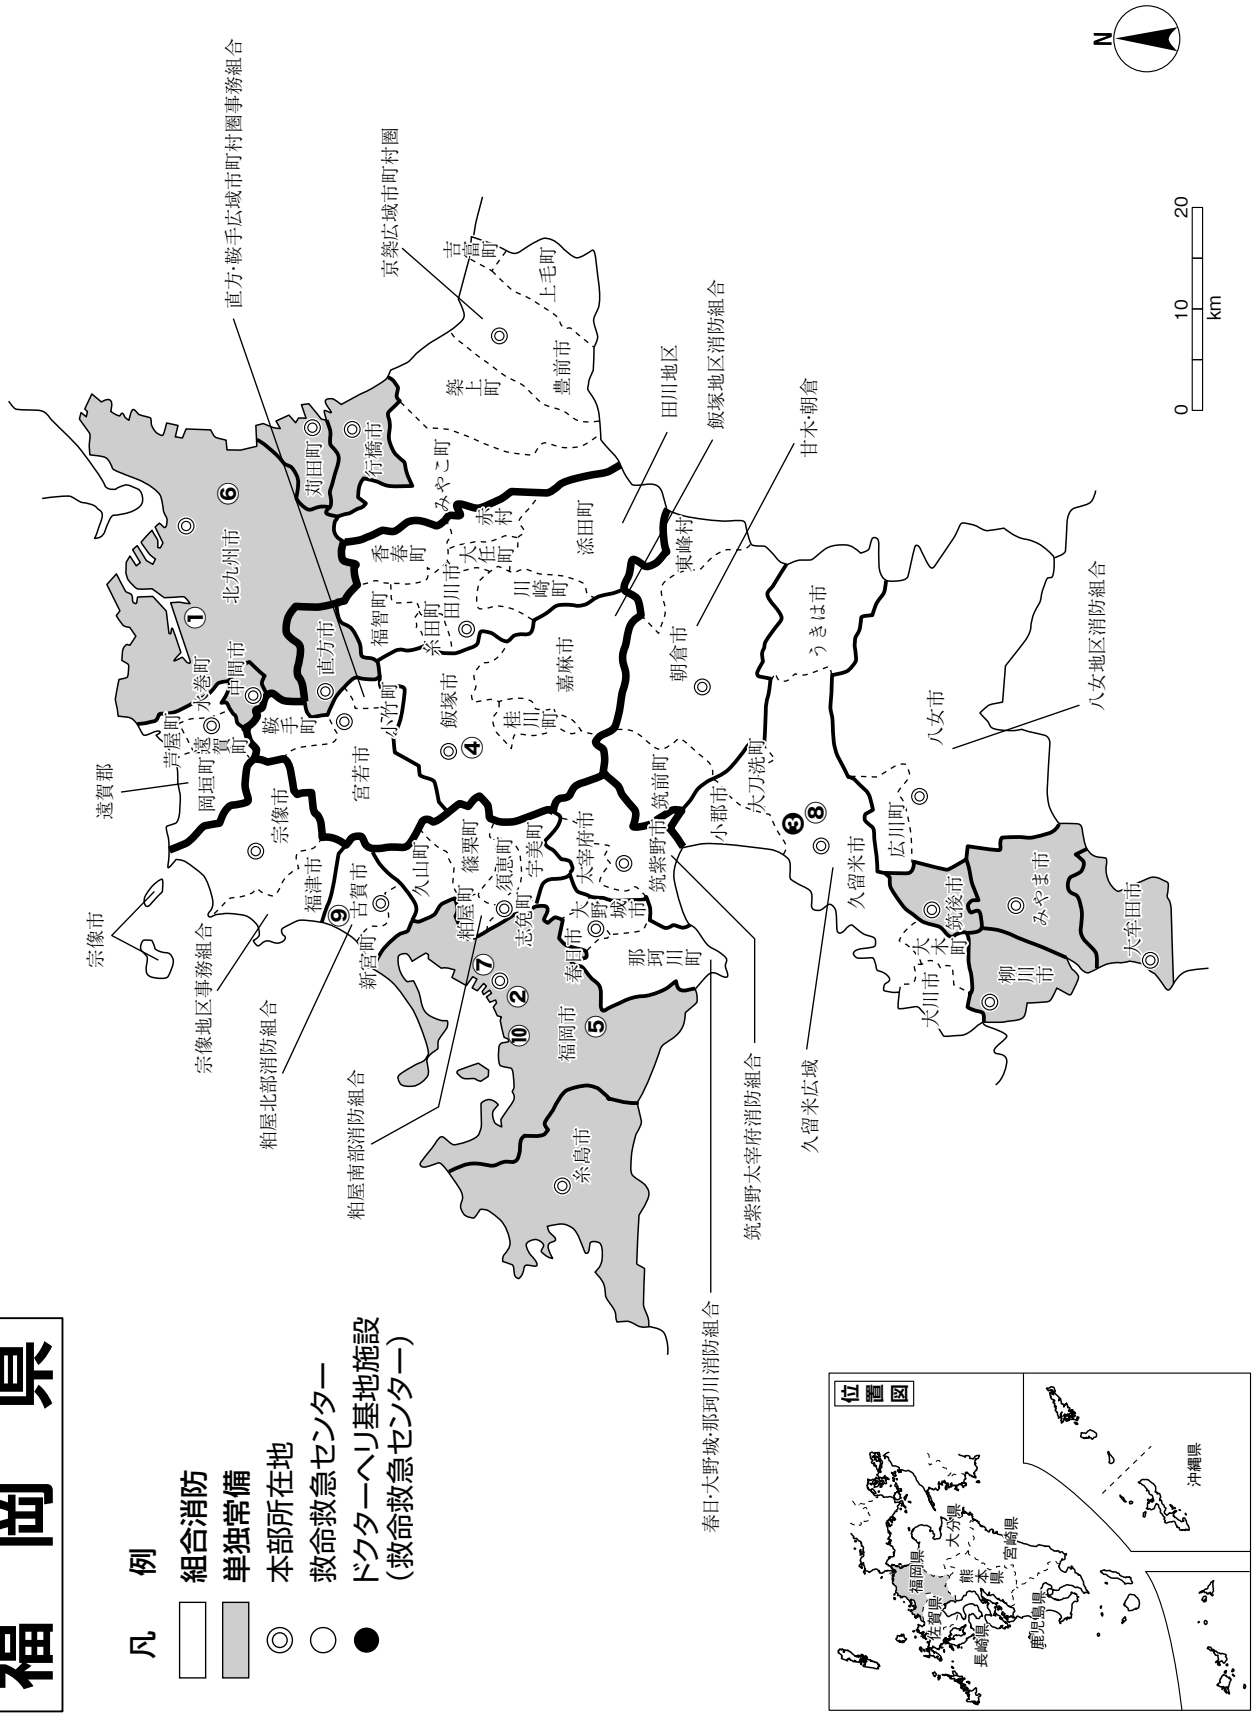 福岡県
凡例
組合消防
単独常備
本部所在地
救命救急センター
ドクターヘリ基地施設
(救命救急センター)
N
0 10 20
km
遠賀郡
芦屋町
水巻町
岡垣町
遠賀町
中間市
北九州市
①
⑥
苅田町
行橋市
直方・鞍手広域市町村圏事務組合
鞍手町
直方市
小竹町
宮若市
京築広域市町村圏
吉富町
上毛町
築上町
豊前市
みやこ町
田川地区
香春町
赤村
大任町
添田町
福智町
糸田町
田川市
川崎町
飯塚地区消防組合
飯塚市
④
桂川町
嘉麻市
甘木・朝倉
東峰村
朝倉市
筑前町
宗像市
宗像市
宗像地区事務組合
福津市
粕屋北部消防組合
⑨
古賀市
新宮町
粕屋南部消防組合
久山町
篠栗町
粕屋町
須恵町
志免町
宇美町
福岡市
⑦
②
⑩
⑤
糸島市
春日・大野城・那珂川消防組合
春日市
大野城市
那珂川町
筑紫野太宰府消防組合
太宰府市
筑紫野市
久留米広域
小郡市
大刀洗町
❸
⑧
久留米市
うきは市
大木町
大川市
八女地区消防組合
八女市
広川町
筑後市
みやま市
柳川市
大牟田市
位置図
福岡県
佐賀県
長崎県
大分県
熊本県
宮崎県
鹿児島県
沖縄県